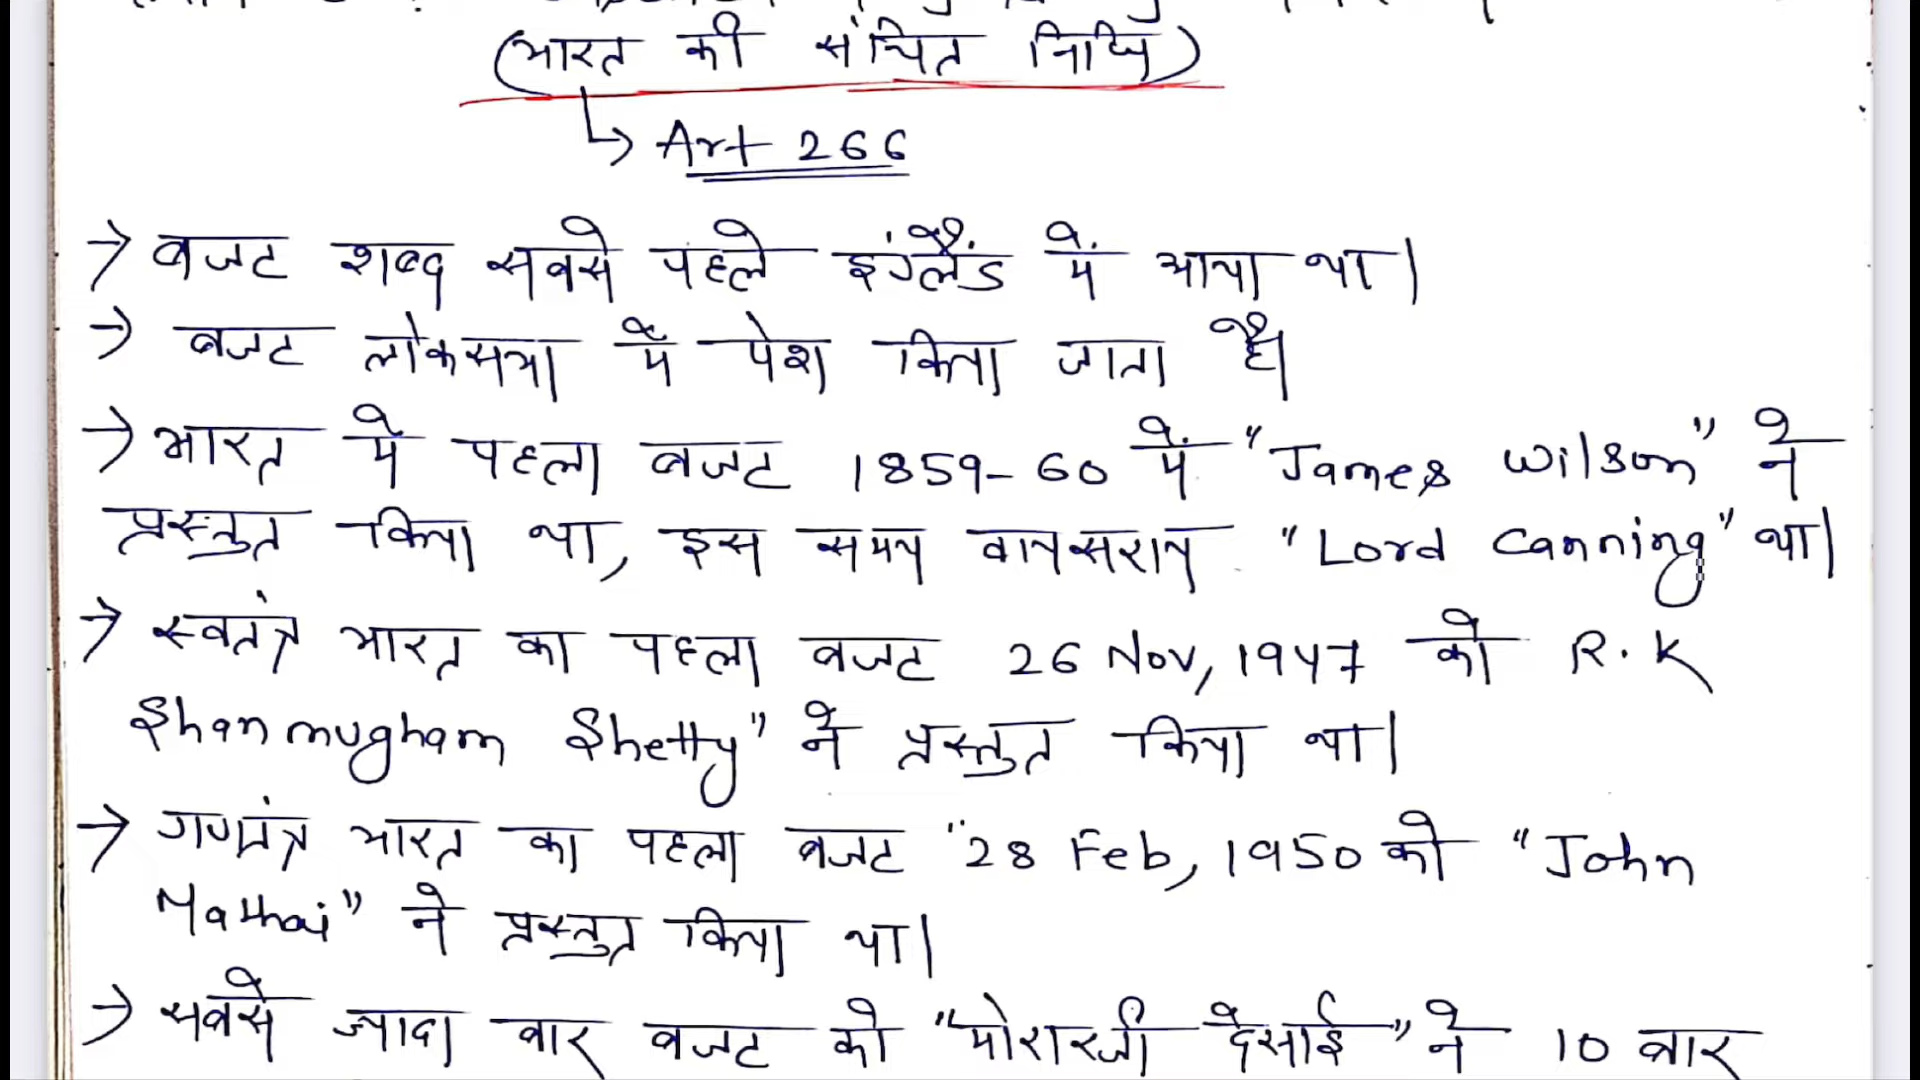 (भारत की संचित निधि)
↳ Art 266
→ बजट शब्द सबसे पहले इंग्लैंड में आया था।
→ बजट लोकसभा में पेश किया जाता है।
→ भारत में पहला बजट 1859-60 में "James Wilson" ने
प्रस्तुत किया था, इस समय वायसराय "Lord Canning" था।
→ स्वतंत्र भारत का पहला बजट 26 Nov, 1947 को R.K
Shanmugham Shetty" ने प्रस्तुत किया था।
→ गणतंत्र भारत का पहला बजट "28 Feb, 1950 को "John
Mathai" ने प्रस्तुत किया था।
→ सबसे ज्यादा बार बजट को "मोरारजी देसाई" ने 10 बार